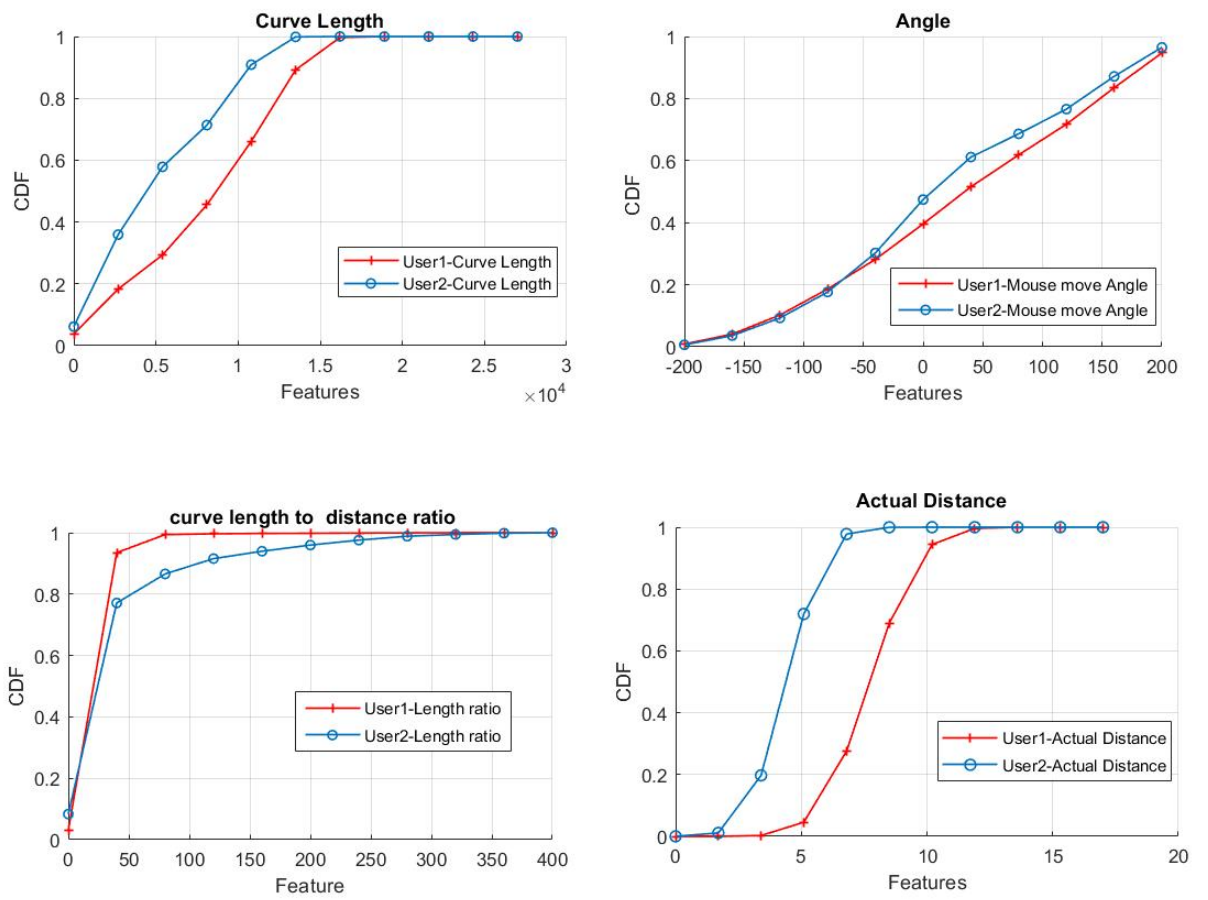 Curve Length
1
0.8
0.6
0.4
0.2
0
CDF
User1-Curve Length
User2-Curve Length
0 0.5 1 1.5 2 2.5 3
Features
×10^4
Angle
1
0.8
0.6
0.4
0.2
0
CDF
User1-Mouse move Angle
User2-Mouse move Angle
-200 -150 -100 -50 0 50 100 150 200
Features
curve length to distance ratio
1
0.8
0.6
0.4
0.2
0
CDF
User1-Length ratio
User2-Length ratio
0 50 100 150 200 250 300 350 400
Feature
Actual Distance
1
0.8
0.6
0.4
0.2
0
CDF
User1-Actual Distance
User2-Actual Distance
0 5 10 15 20
Features